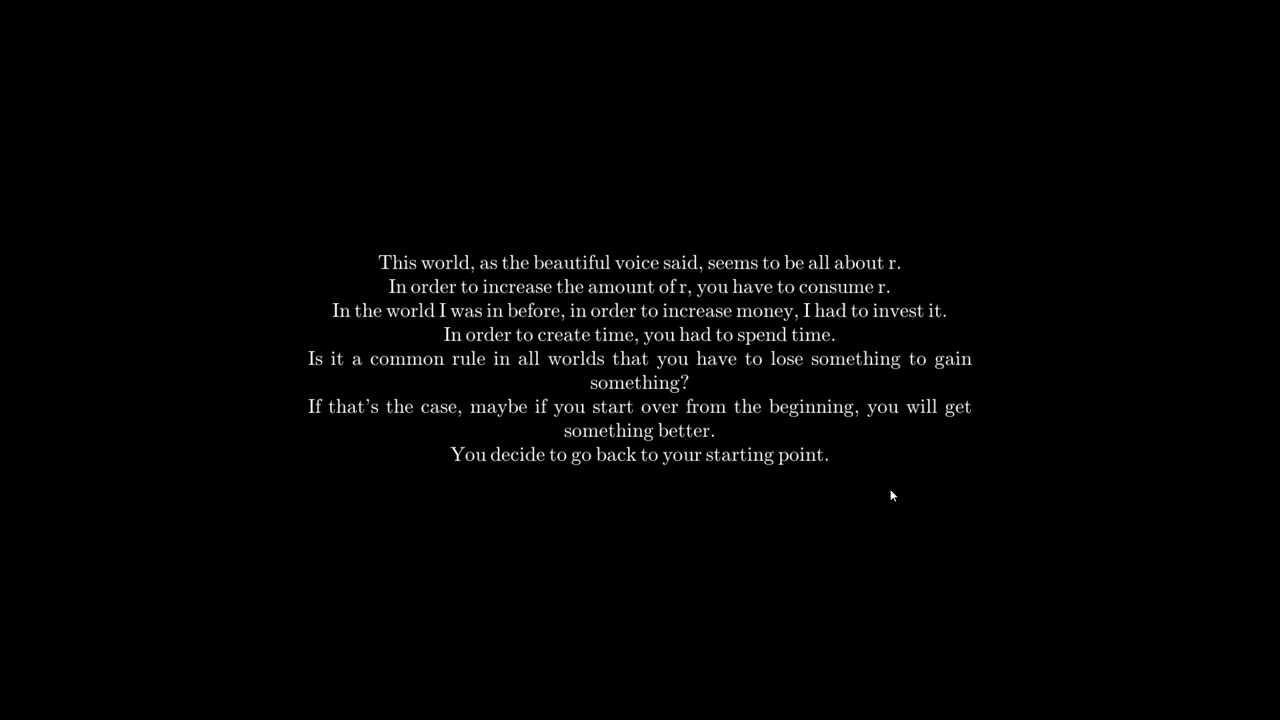 This world, as the beautiful voice said, seems to be all about r.
In order to increase the amount of r, you have to consume r.
In the world I was in before, in order to increase money, I had to invest it.
In order to create time, you had to spend time.
Is it a common rule in all worlds that you have to lose something to gain
something?
If that's the case, maybe if you start over from the beginning, you will get
something better.
You decide to go back to your starting point.